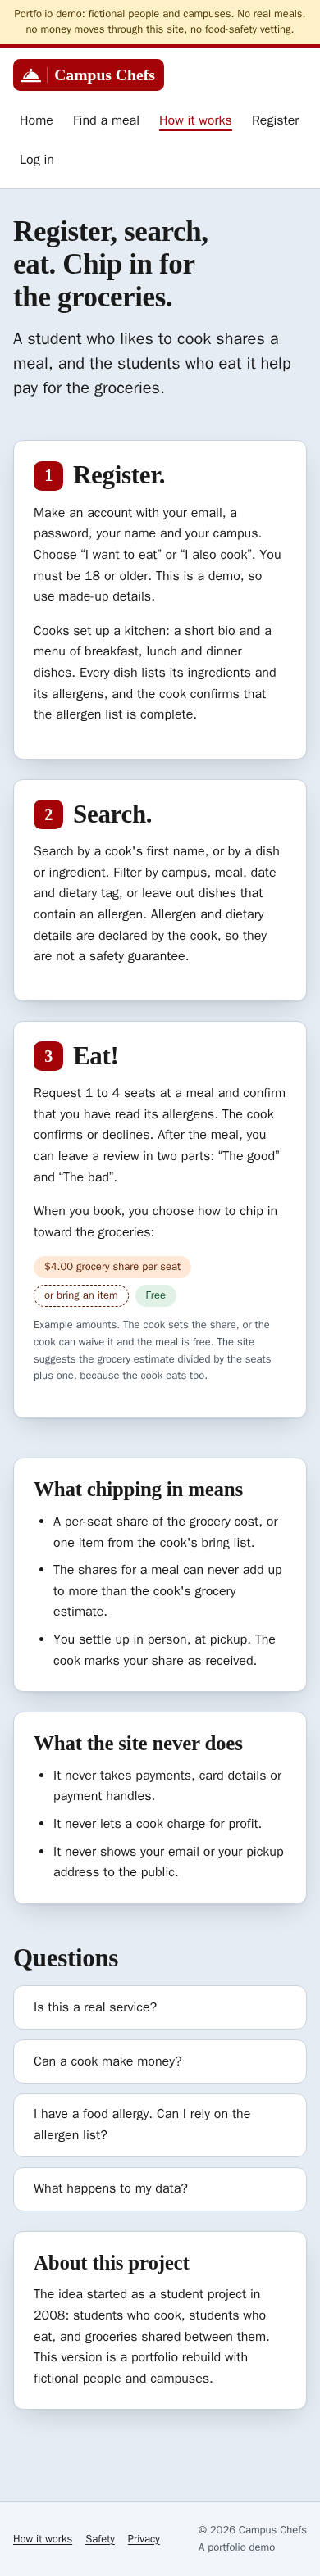 Portfolio demo: fictional people and campuses. No real meals,
no money moves through this site, no food-safety vetting.
Campus Chefs
Home Find a meal How it works Register
Log in
Register, search,
eat. Chip in for
the groceries.
A student who likes to cook shares a
meal, and the students who eat it help
pay for the groceries.
1 Register.
Make an account with your email, a
password, your name and your campus.
Choose “I want to eat” or “I also cook”. You
must be 18 or older. This is a demo, so
use made-up details.
Cooks set up a kitchen: a short bio and a
menu of breakfast, lunch and dinner
dishes. Every dish lists its ingredients and
its allergens, and the cook confirms that
the allergen list is complete.
2 Search.
Search by a cook's first name, or by a dish
or ingredient. Filter by campus, meal, date
and dietary tag, or leave out dishes that
contain an allergen. Allergen and dietary
details are declared by the cook, so they
are not a safety guarantee.
3 Eat!
Request 1 to 4 seats at a meal and confirm
that you have read its allergens. The cook
confirms or declines. After the meal, you
can leave a review in two parts: “The good”
and “The bad”.
When you book, you choose how to chip in
toward the groceries:
$4.00 grocery share per seat
or bring an item Free
Example amounts. The cook sets the share, or the
cook can waive it and the meal is free. The site
suggests the grocery estimate divided by the seats
plus one, because the cook eats too.
What chipping in means
• A per-seat share of the grocery cost, or
one item from the cook's bring list.
• The shares for a meal can never add up
to more than the cook's grocery
estimate.
• You settle up in person, at pickup. The
cook marks your share as received.
What the site never does
• It never takes payments, card details or
payment handles.
• It never lets a cook charge for profit.
• It never shows your email or your pickup
address to the public.
Questions
Is this a real service?
Can a cook make money?
I have a food allergy. Can I rely on the
allergen list?
What happens to my data?
About this project
The idea started as a student project in
2008: students who cook, students who
eat, and groceries shared between them.
This version is a portfolio rebuild with
fictional people and campuses.
How it works Safety Privacy
© 2026 Campus Chefs
A portfolio demo